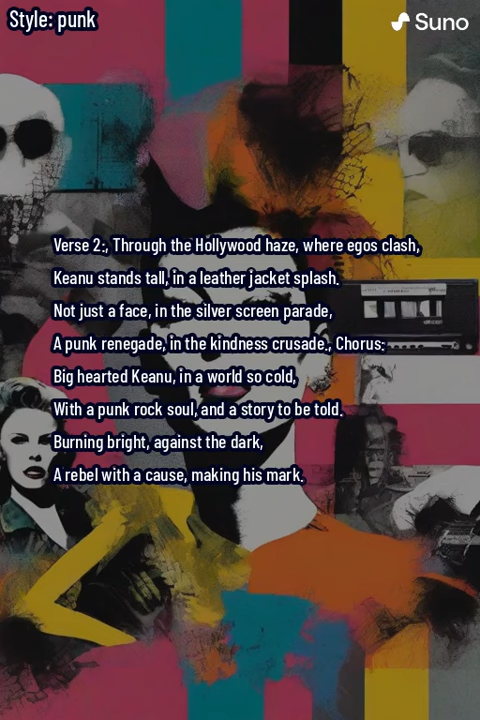 Style: punk
Suno
Verse 2:, Through the Hollywood haze, where egos clash,
Keanu stands tall, in a leather jacket splash.
Not just a face, in the silver screen parade,
A punk renegade, in the kindness crusade., Chorus:
Big hearted Keanu, in a world so cold,
With a punk rock soul, and a story to be told.
Burning bright, against the dark,
A rebel with a cause, making his mark.